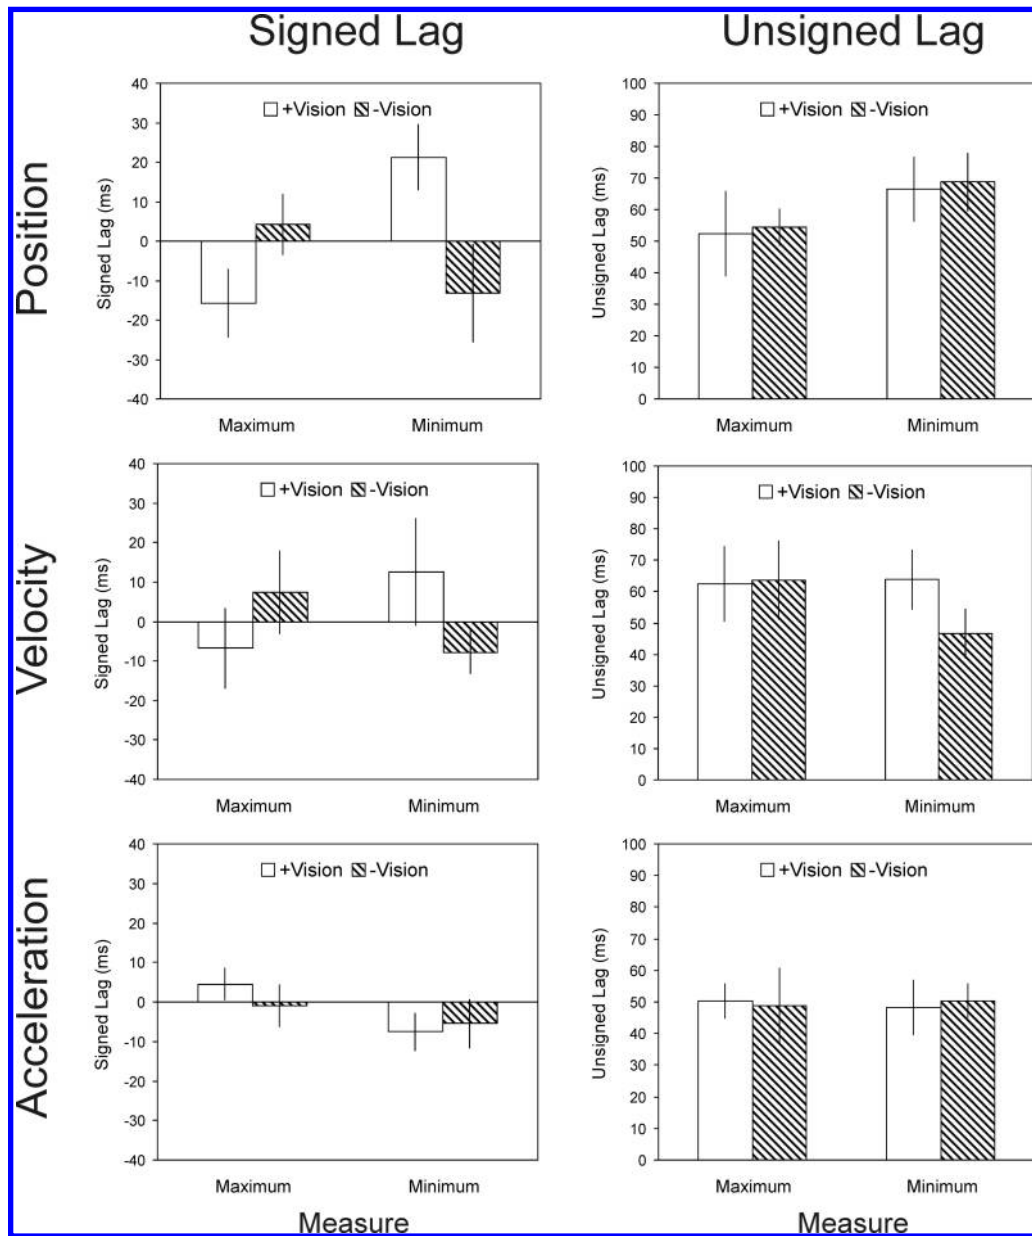 Signed Lag
Unsigned Lag
Position
40
30
20
10
0
-10
-20
-30
-40
Signed Lag (ms)
+Vision -Vision
Maximum Minimum
100
90
80
70
60
50
40
30
20
10
0
Unsigned Lag (ms)
+Vision -Vision
Maximum Minimum
Velocity
40
30
20
10
0
-10
-20
-30
-40
Signed Lag (ms)
+Vision -Vision
Maximum Minimum
100
90
80
70
60
50
40
30
20
10
0
Unsigned Lag (ms)
+Vision -Vision
Maximum Minimum
Acceleration
40
30
20
10
0
-10
-20
-30
-40
Signed Lag (ms)
+Vision -Vision
Maximum Minimum
Measure
100
90
80
70
60
50
40
30
20
10
0
Unsigned Lag (ms)
+Vision -Vision
Maximum Minimum
Measure